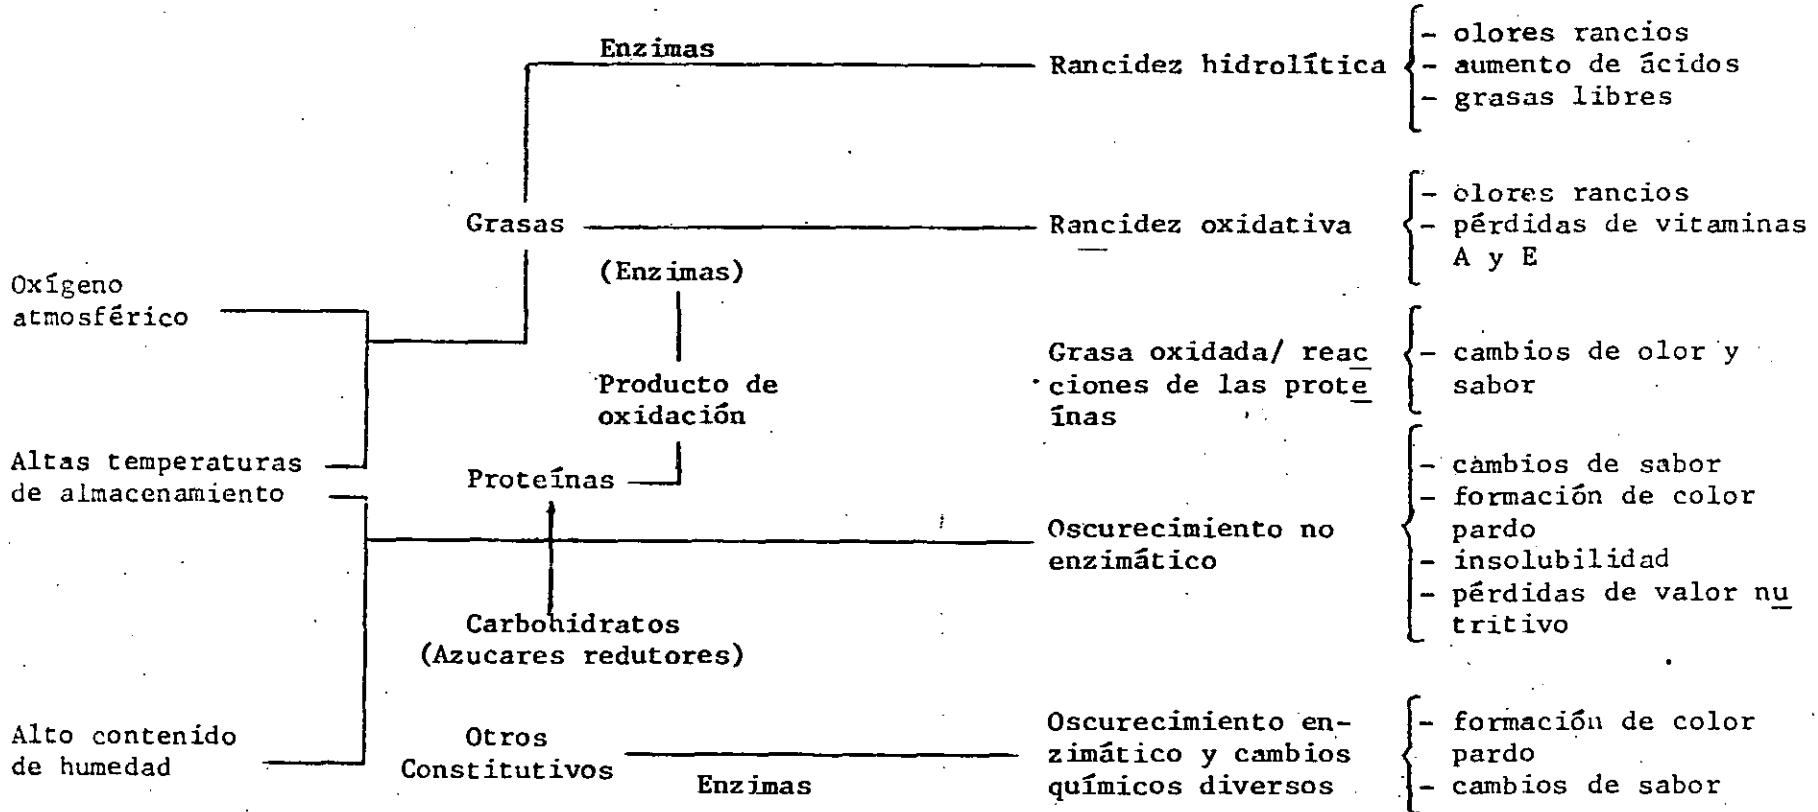 Enzimas
Rancidez hidrolítica
- olores rancios
- aumento de ácidos
- grasas libres
Grasas
Rancidez oxidativa
- olores rancios
- pérdidas de vitaminas
A y E
(Enzimas)
Oxígeno
atmosférico
Producto de
oxidación
Grasa oxidada/ reac
ciones de las prote
ínas
- cambios de olor y
sabor
Altas temperaturas
de almacenamiento
Proteínas
Oscurecimiento no
enzimático
- cambios de sabor
- formación de color
pardo
- insolubilidad
- pérdidas de valor nu
tritivo
Carbohidratos
(Azucares redutores)
Alto contenido
de humedad
Otros
Constitutivos
Enzimas
Oscurecimiento en-
zimático y cambios
químicos diversos
- formación de color
pardo
- cambios de sabor